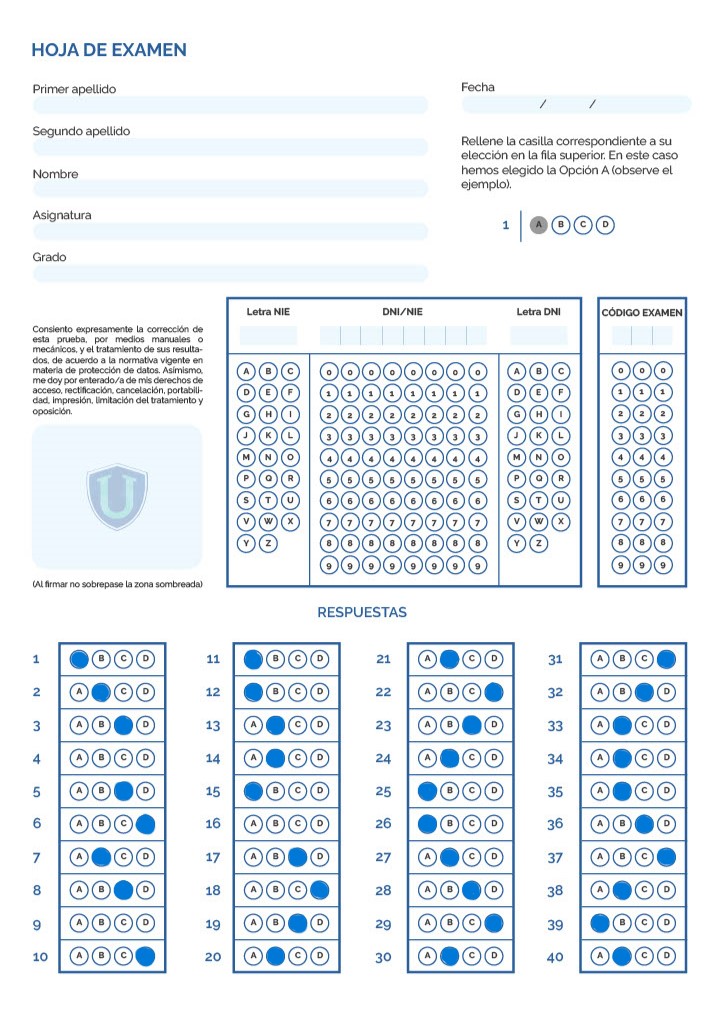 HOJA DE EXAMEN
Primer apellido
Segundo apellido
Nombre
Asignatura
Grado
Fecha
/ /
Rellene la casilla correspondiente a su
elección en la fila superior. En este caso
hemos elegido la Opción A (observe el
ejemplo).
1 A B C D
Consiento expresamente la corrección de
esta prueba, por medios manuales o
mecánicos, y el tratamiento de sus resulta-
dos, de acuerdo a la normativa vigente en
materia de protección de datos. Asimismo,
me doy por enterado/a de mis derechos de
acceso, rectificación, cancelación, portabili-
dad, impresión, limitación del tratamiento y
oposición.
U
(Al firmar no sobrepase la zona sombreada)
Letra NIE
A B C
D E F
G H I
J K L
M N O
P Q R
S T U
V W X
Y Z
DNI/NIE
0 0 0 0 0 0 0 0
1 1 1 1 1 1 1 1
2 2 2 2 2 2 2 2
3 3 3 3 3 3 3 3
4 4 4 4 4 4 4 4
5 5 5 5 5 5 5 5
6 6 6 6 6 6 6 6
7 7 7 7 7 7 7 7
8 8 8 8 8 8 8 8
9 9 9 9 9 9 9 9
Letra DNI
A B C
D E F
G H I
J K L
M N O
P Q R
S T U
V W X
Y Z
CÓDIGO EXAMEN
0 0 0
1 1 1
2 2 2
3 3 3
4 4 4
5 5 5
6 6 6
7 7 7
8 8 8
9 9 9
RESPUESTAS
1 B C D
2 A C D
3 A B D
4 A B C D
5 A B D
6 A B C
7 A C D
8 A B D
9 A B C D
10 A B C
11 B C D
12 B C D
13 A C D
14 A C D
15 B C D
16 A B C D
17 A B D
18 A B C
19 A B D
20 A C D
21 A C D
22 A B C
23 A B D
24 A C D
25 B C D
26 B C D
27 A C D
28 A B D
29 A B C
30 A C D
31 A B C
32 A B D
33 A C D
34 A C D
35 A C D
36 A B D
37 A B C
38 A C D
39 B C D
40 A C D